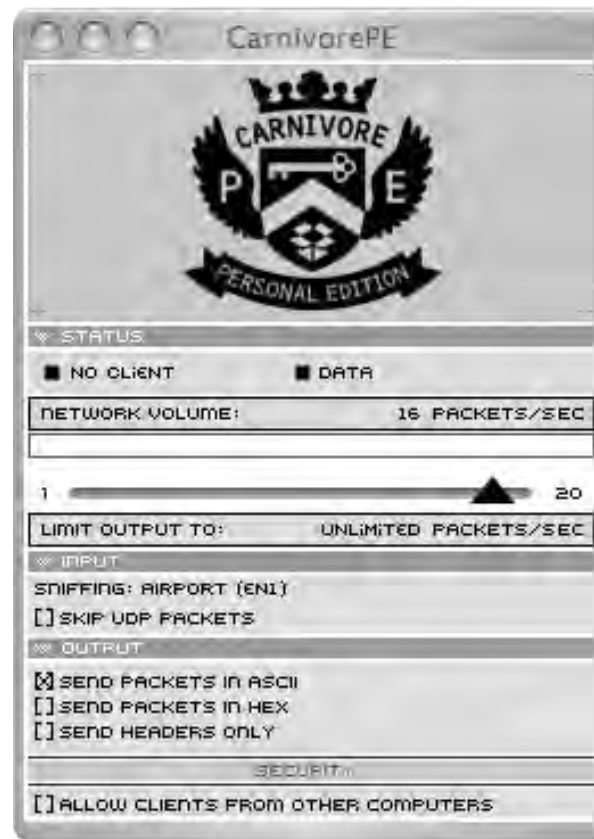 CarnivorePE
CARNIVORE
P E
PERSONAL EDITION
STATUS
NO CLIENT DATA
NETWORK VOLUME: 16 PACKETS/SEC
1 20
LIMIT OUTPUT TO: UNLIMITED PACKETS/SEC
INPUT
SNIFFING: AIRPORT (EN1)
[] SKIP UDP PACKETS
OUTPUT
[X] SEND PACKETS IN ASCII
[] SEND PACKETS IN HEX
[] SEND HEADERS ONLY
SECURITY
[] ALLOW CLIENTS FROM OTHER COMPUTERS